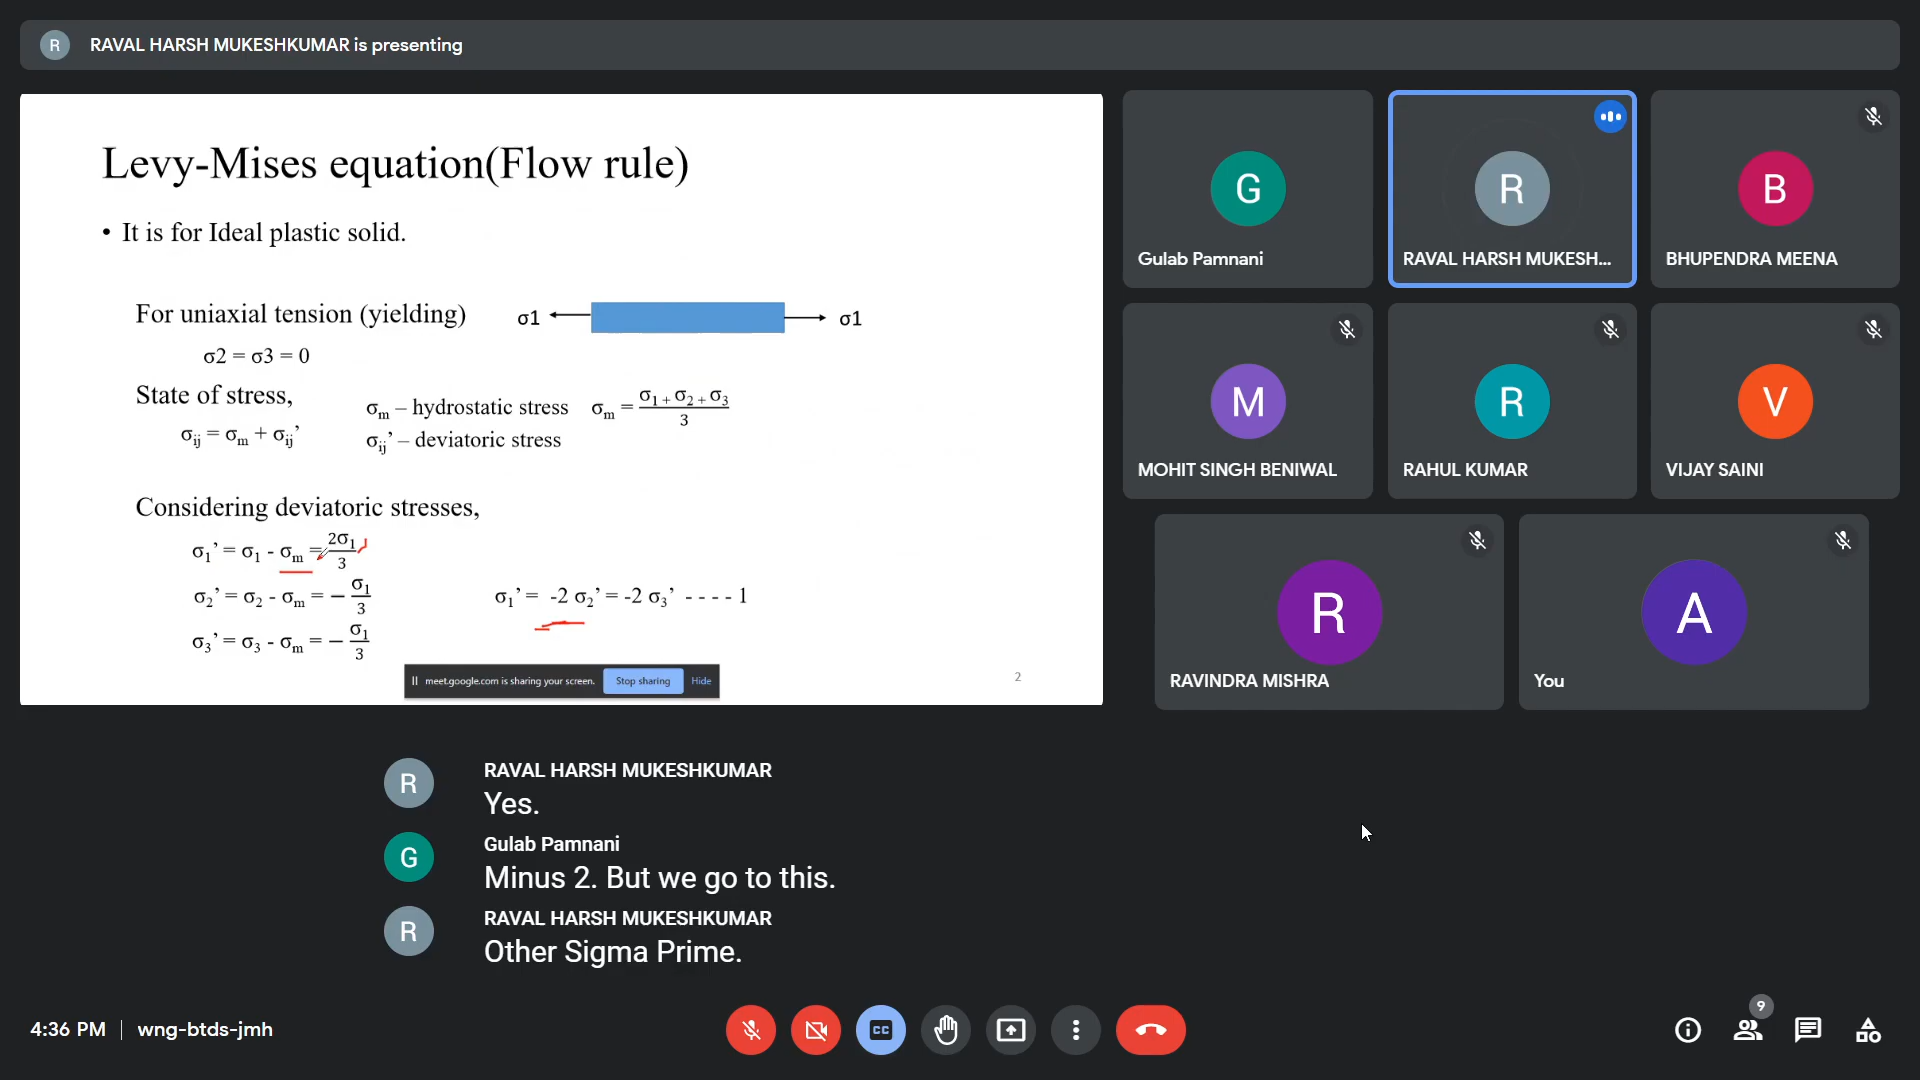 R RAVAL HARSH MUKESHKUMAR is presenting
Levy-Mises equation(Flow rule)
• It is for Ideal plastic solid.
For uniaxial tension (yielding)
σ1 σ1
σ2 = σ3 = 0
State of stress,
σij = σm + σij’
σm – hydrostatic stress σm = (σ1 + σ2 + σ3)/3
σij’ – deviatoric stress
Considering deviatoric stresses,
σ1’ = σ1 - σm = 2σ1/3
σ2’ = σ2 - σm = − σ1/3
σ1’ = -2 σ2’ = -2 σ3’ - - - - 1
σ3’ = σ3 - σm = − σ1/3
meet.google.com is sharing your screen. Stop sharing Hide
2
G
Gulab Pamnani
R
RAVAL HARSH MUKESH...
B
BHUPENDRA MEENA
M
MOHIT SINGH BENIWAL
R
RAHUL KUMAR
V
VIJAY SAINI
R
RAVINDRA MISHRA
A
You
R
RAVAL HARSH MUKESHKUMAR
Yes.
G
Gulab Pamnani
Minus 2. But we go to this.
R
RAVAL HARSH MUKESHKUMAR
Other Sigma Prime.
4:36 PM | wng-btds-jmh
CC
9